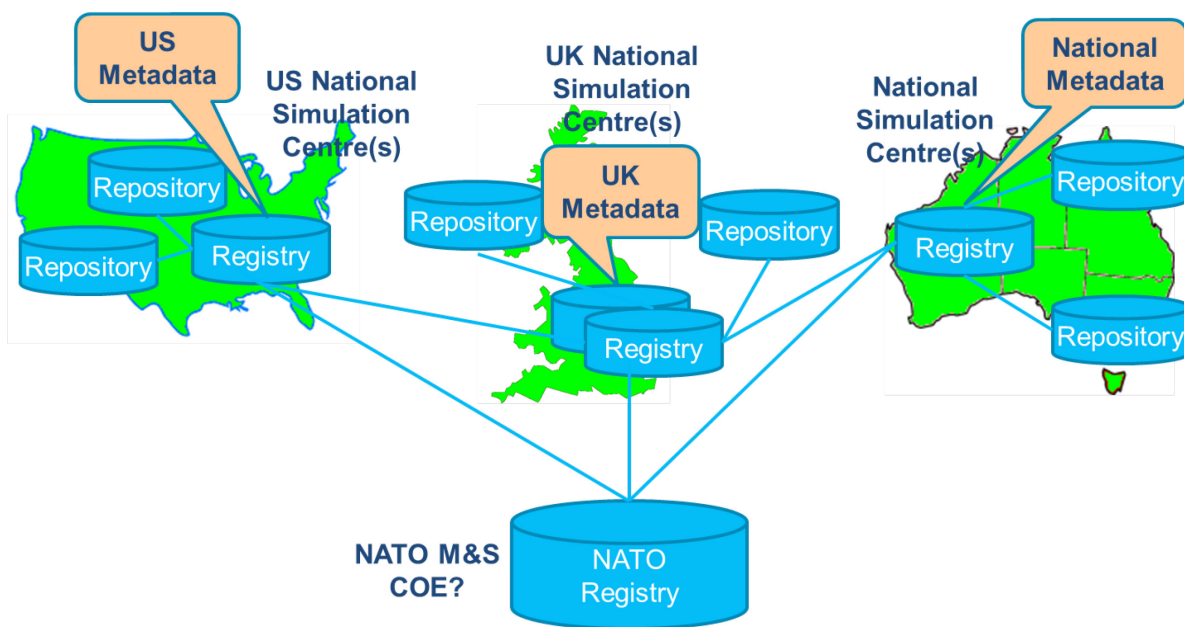 US
Metadata
US National
Simulation
Centre(s)
Repository
Repository
Registry
UK National
Simulation
Centre(s)
UK
Metadata
Repository
Repository
Registry
National
Metadata
National
Simulation
Centre(s)
Repository
Registry
Repository
NATO M&S
COE?
NATO
Registry